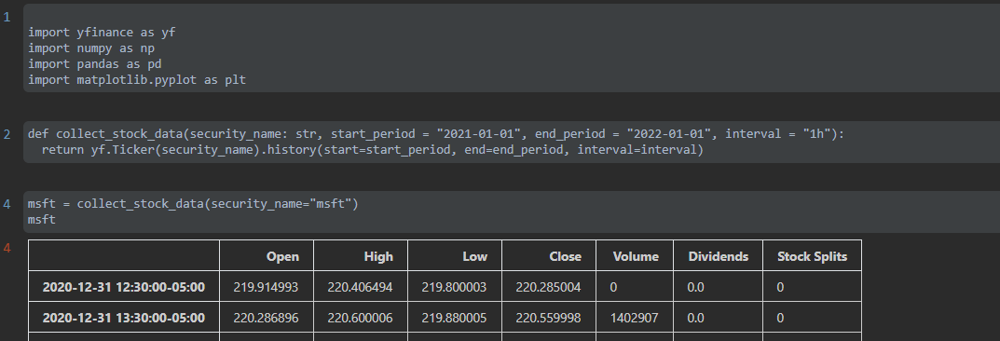 1
import yfinance as yf
import numpy as np
import pandas as pd
import matplotlib.pyplot as plt
2
def collect_stock_data(security_name: str, start_period = "2021-01-01", end_period = "2022-01-01", interval = "1h"):
  return yf.Ticker(security_name).history(start=start_period, end=end_period, interval=interval)
4
msft = collect_stock_data(security_name="msft")
msft
4
Open High Low Close Volume Dividends Stock Splits
2020-12-31 12:30:00-05:00 219.914993 220.406494 219.800003 220.285004 0 0.0 0
2020-12-31 13:30:00-05:00 220.286896 220.600006 219.880005 220.559998 1402907 0.0 0